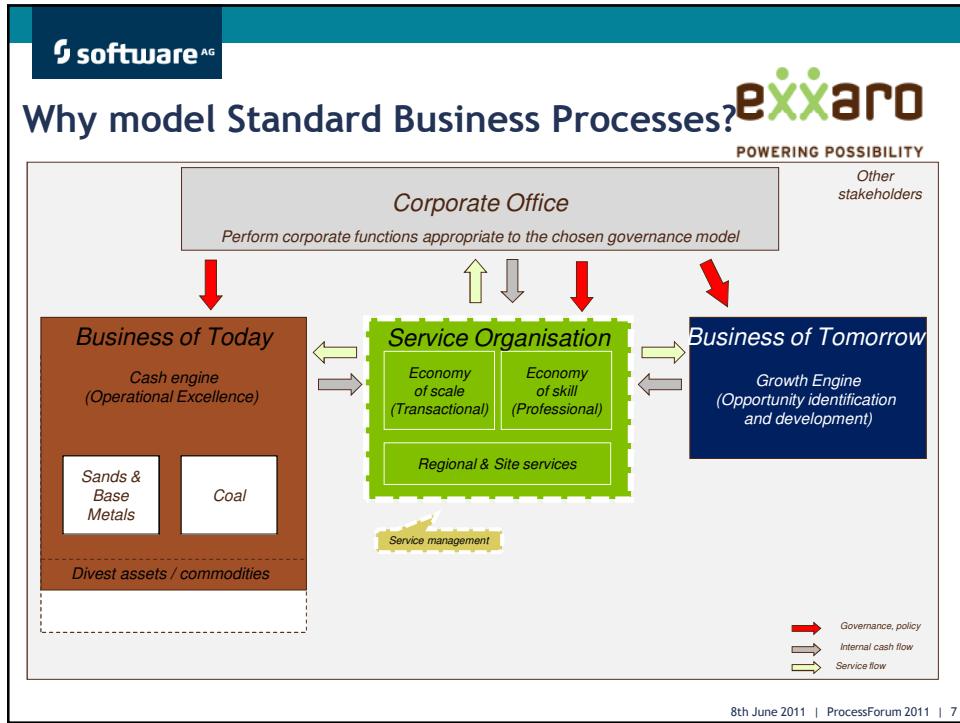 software AG
Why model Standard Business Processes?
exxaro
POWERING POSSIBILITY
Other
stakeholders
Corporate Office
Perform corporate functions appropriate to the chosen governance model
Business of Today
Cash engine
(Operational Excellence)
Sands &
Base
Metals
Coal
Divest assets / commodities
Service Organisation
Economy
of scale
(Transactional)
Economy
of skill
(Professional)
Regional & Site services
Service management
Business of Tomorrow
Growth Engine
(Opportunity identification
and development)
Governance, policy
Internal cash flow
Service flow
8th June 2011 | ProcessForum 2011 | 7